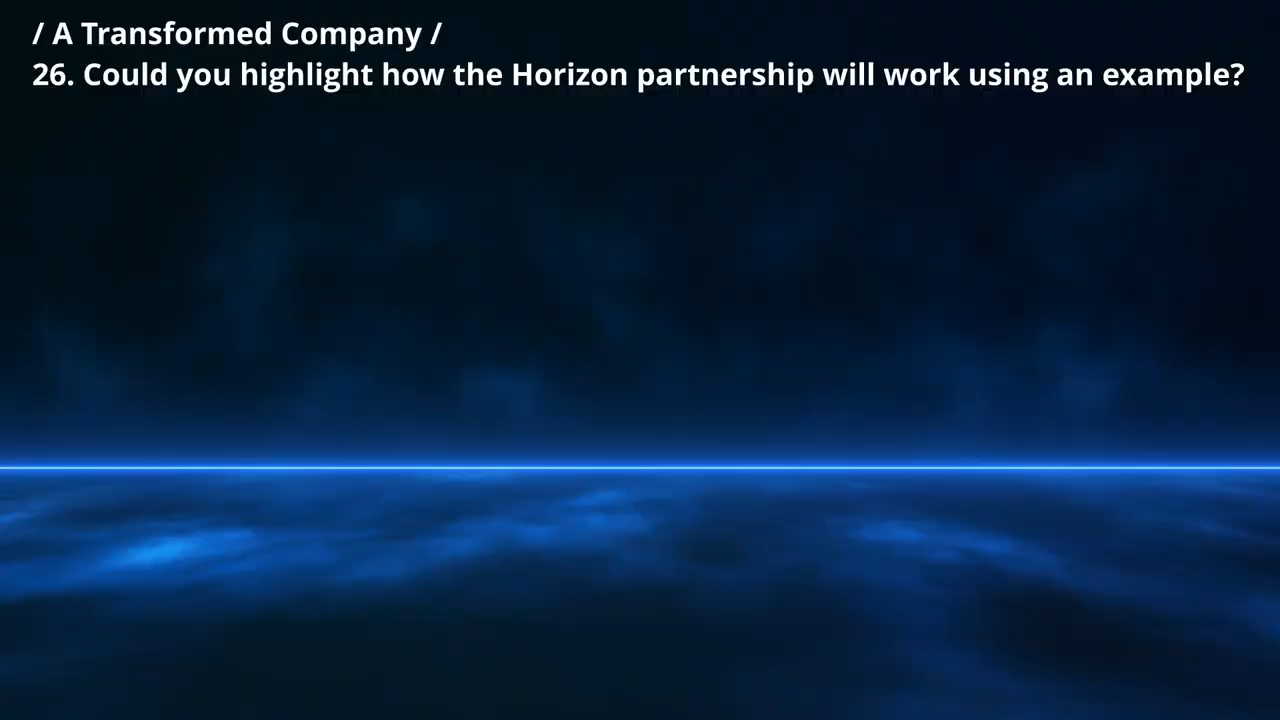 / A Transformed Company /
26. Could you highlight how the Horizon partnership will work using an example?